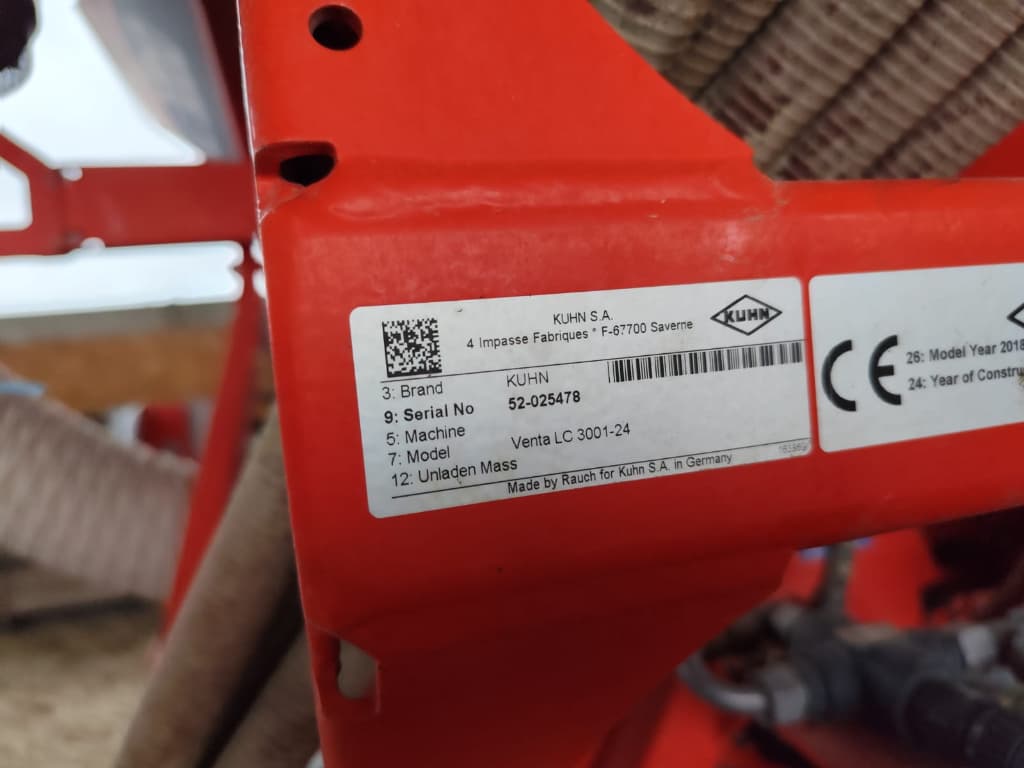 KUHN S.A.
4 Impasse Fabriques * F-67700 Saverne
KUHN
3: Brand KUHN
9: Serial No 52-025478
5: Machine
7: Model Venta LC 3001-24
12: Unladen Mass
Made by Rauch for Kuhn S.A. in Germany
CE
26: Model Year 2018
24: Year of Constru